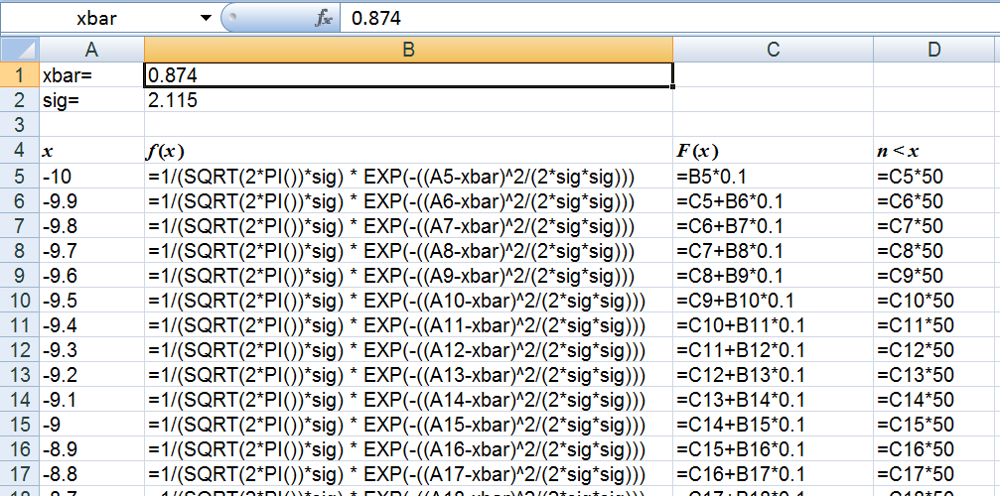 xbar fx 0.874
A B C D
1 xbar= 0.874
2 sig= 2.115
3
4 x f(x) F(x) n<x
5 -10 =1/(SQRT(2*PI())*sig) * EXP(-((A5-xbar)^2/(2*sig*sig))) =B5*0.1 =C5*50
6 -9.9 =1/(SQRT(2*PI())*sig) * EXP(-((A6-xbar)^2/(2*sig*sig))) =C5+B6*0.1 =C6*50
7 -9.8 =1/(SQRT(2*PI())*sig) * EXP(-((A7-xbar)^2/(2*sig*sig))) =C6+B7*0.1 =C7*50
8 -9.7 =1/(SQRT(2*PI())*sig) * EXP(-((A8-xbar)^2/(2*sig*sig))) =C7+B8*0.1 =C8*50
9 -9.6 =1/(SQRT(2*PI())*sig) * EXP(-((A9-xbar)^2/(2*sig*sig))) =C8+B9*0.1 =C9*50
10 -9.5 =1/(SQRT(2*PI())*sig) * EXP(-((A10-xbar)^2/(2*sig*sig))) =C9+B10*0.1 =C10*50
11 -9.4 =1/(SQRT(2*PI())*sig) * EXP(-((A11-xbar)^2/(2*sig*sig))) =C10+B11*0.1 =C11*50
12 -9.3 =1/(SQRT(2*PI())*sig) * EXP(-((A12-xbar)^2/(2*sig*sig))) =C11+B12*0.1 =C12*50
13 -9.2 =1/(SQRT(2*PI())*sig) * EXP(-((A13-xbar)^2/(2*sig*sig))) =C12+B13*0.1 =C13*50
14 -9.1 =1/(SQRT(2*PI())*sig) * EXP(-((A14-xbar)^2/(2*sig*sig))) =C13+B14*0.1 =C14*50
15 -9 =1/(SQRT(2*PI())*sig) * EXP(-((A15-xbar)^2/(2*sig*sig))) =C14+B15*0.1 =C15*50
16 -8.9 =1/(SQRT(2*PI())*sig) * EXP(-((A16-xbar)^2/(2*sig*sig))) =C15+B16*0.1 =C16*50
17 -8.8 =1/(SQRT(2*PI())*sig) * EXP(-((A17-xbar)^2/(2*sig*sig))) =C16+B17*0.1 =C17*50